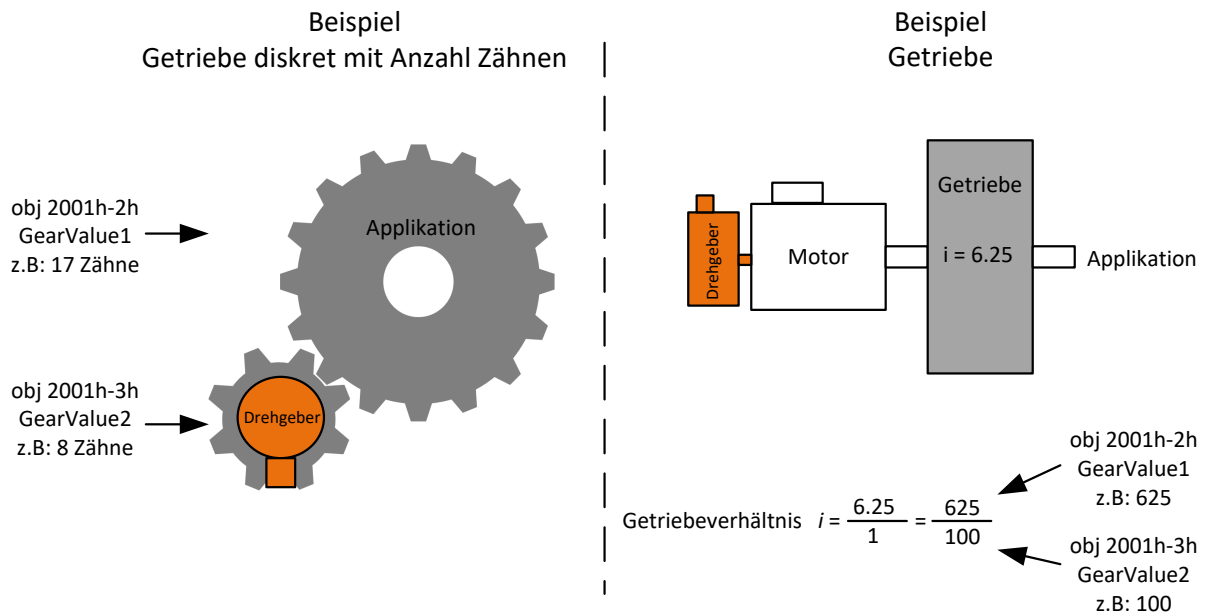 Beispiel
Getriebe diskret mit Anzahl Zähnen
obj 2001h-2h
GearValue1
z.B: 17 Zähne
Applikation
obj 2001h-3h
GearValue2
z.B: 8 Zähne
Drehgeber
Beispiel
Getriebe
Drehgeber
Motor
Getriebe
i = 6.25
Applikation
Getriebeverhältnis i = 6.25/1 = 625/100
obj 2001h-2h
GearValue1
z.B: 625
obj 2001h-3h
GearValue2
z.B: 100